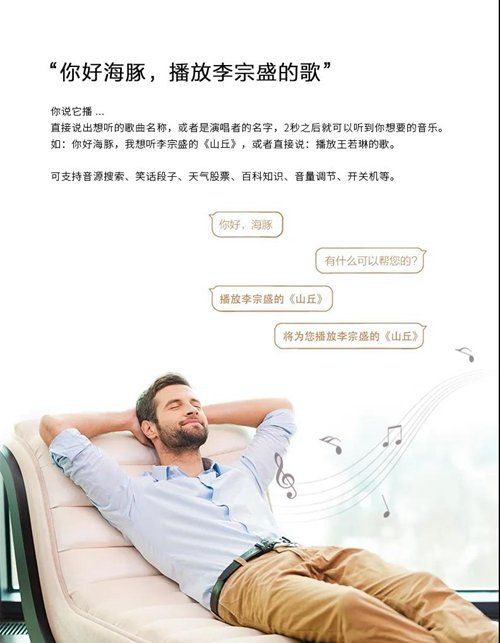 “你好海豚，播放李宗盛的歌”
你说它播 ...
直接说出想听的歌曲名称，或者是演唱者的名字，2秒之后就可以听到你想要的音乐。
如：你好海豚，我想听李宗盛的《山丘》，或者直接说：播放王若琳的歌。
可支持音源搜索、笑话段子、天气股票、百科知识、音量调节、开关机等。
你好，海豚
有什么可以帮您的?
播放李宗盛的《山丘》
将为您播放李宗盛的《山丘》